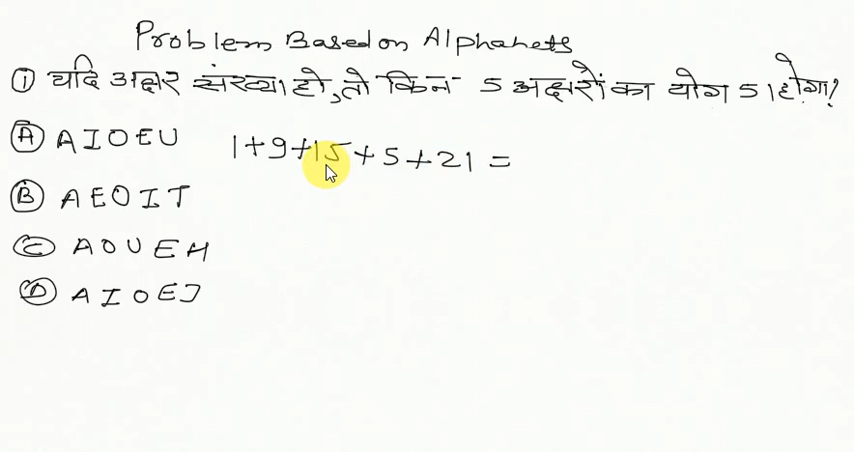 Problem Based on Alphabets
① यदि अक्षर संख्या हो, तो किन 5 अक्षरों का योग 51 होगा?
Ⓐ AIOEU 1+9+15+5+21=
Ⓑ AEOIT
Ⓒ AOUEH
Ⓓ AIOEJ